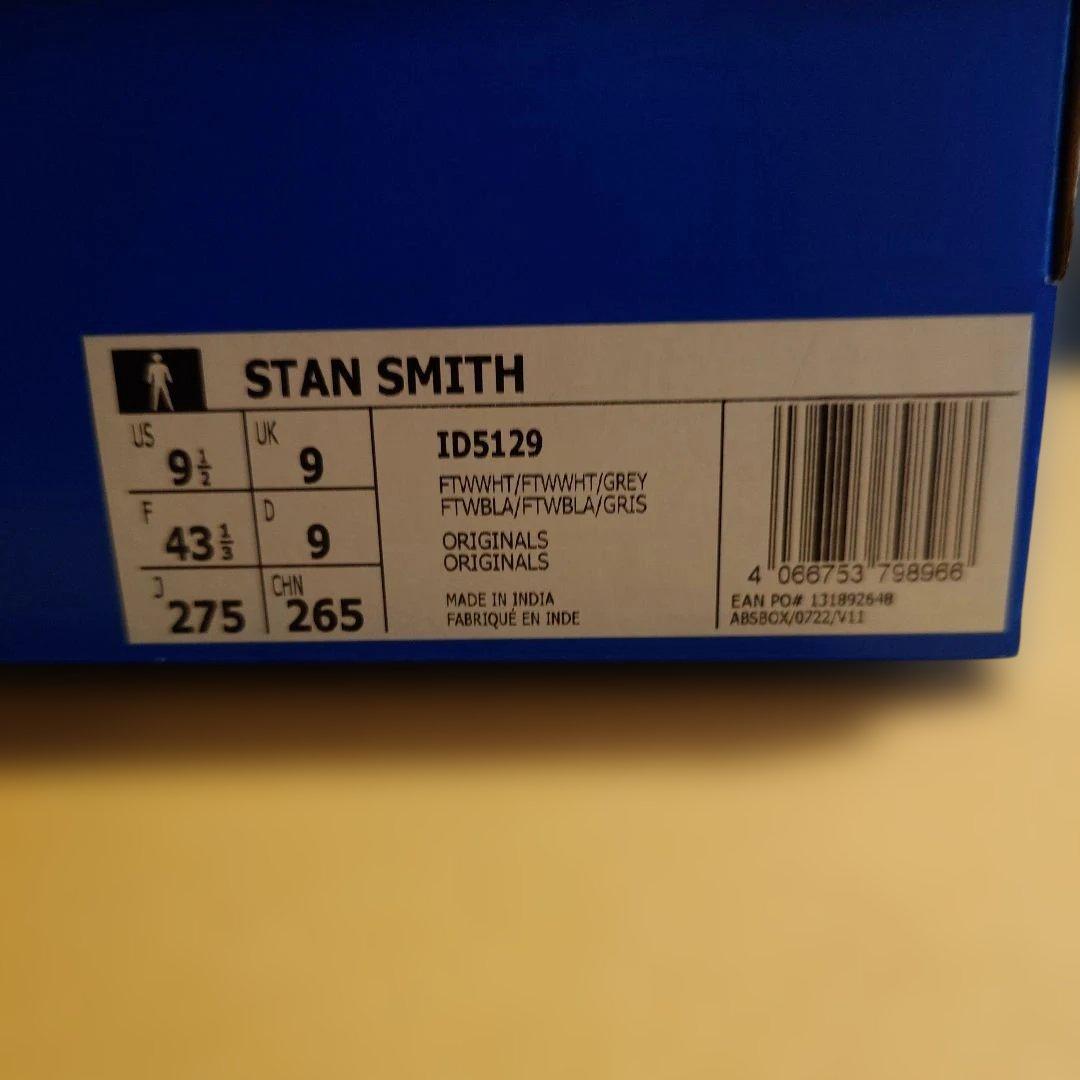 STAN SMITH
US 9 1/2
UK 9
F 43 1/3
D 9
J 275
CHN 265
ID5129
FTWWHT/FTWWHT/GREY
FTWBLA/FTWBLA/GRIS
ORIGINALS
ORIGINALS
MADE IN INDIA
FABRIQUÉ EN INDE
4 066753 798966
EAN PO# 131892648
ABSBOX/0722/V11